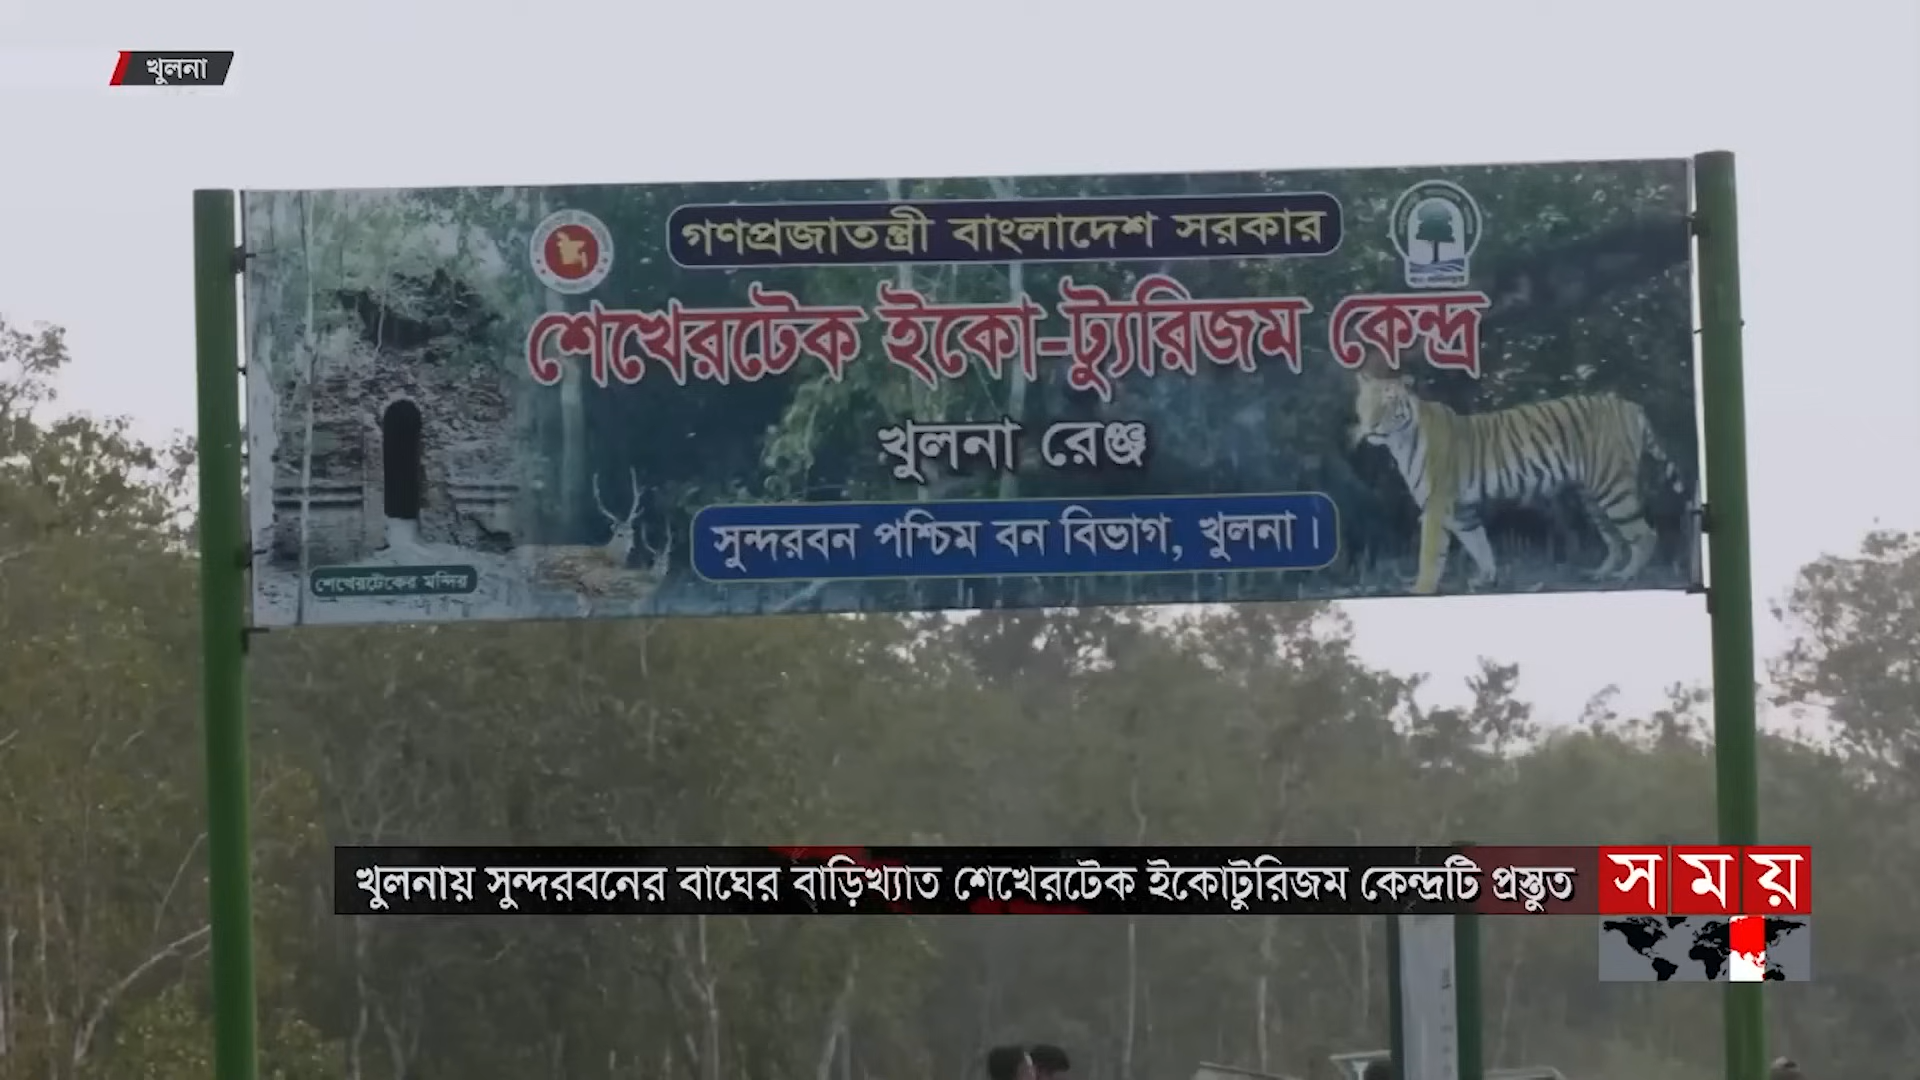 খুলনা
গণপ্রজাতন্ত্রী বাংলাদেশ সরকার
শেখেরটেক ইকো-ট্যুরিজম কেন্দ্র
খুলনা রেঞ্জ
সুন্দরবন পশ্চিম বন বিভাগ, খুলনা।
শেখেরটেকের মন্দির
খুলনায় সুন্দরবনের বাঘের বাড়িখ্যাত শেখেরটেক ইকোটুরিজম কেন্দ্রটি প্রস্তুত
সময়